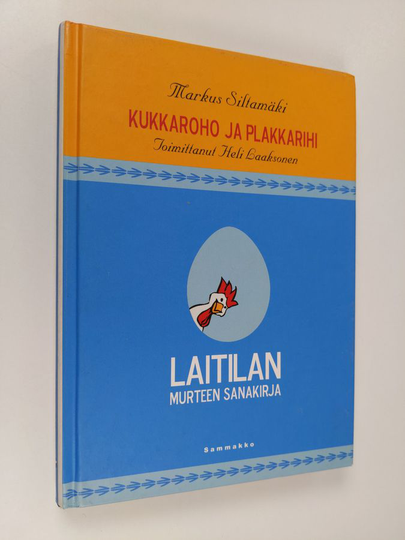 Markus Siltamäki
KUKKAROHO JA PLAKKARIHI
Toimittanut Heli Laaksonen
LAITILAN
MURTEEN SANAKIRJA
Sammakko